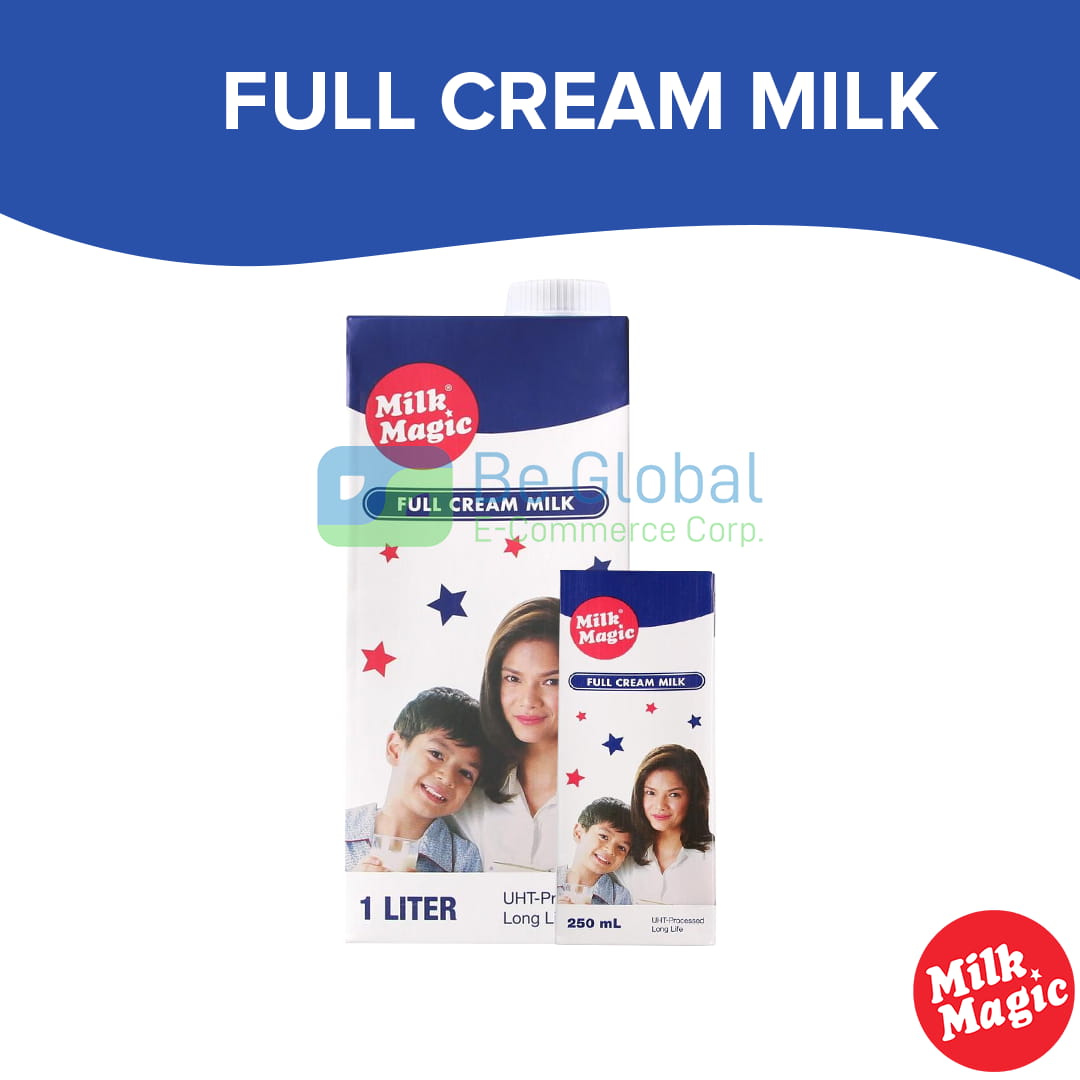 FULL CREAM MILK
Milk®
Magic
Be Global
E-Commerce Corp.
FULL CREAM MILK
Milk®
Magic
FULL CREAM MILK
1 LITER
UHT-Pr
Long L
250 mL
UHT-Processed
Long Life
Milk
Magic